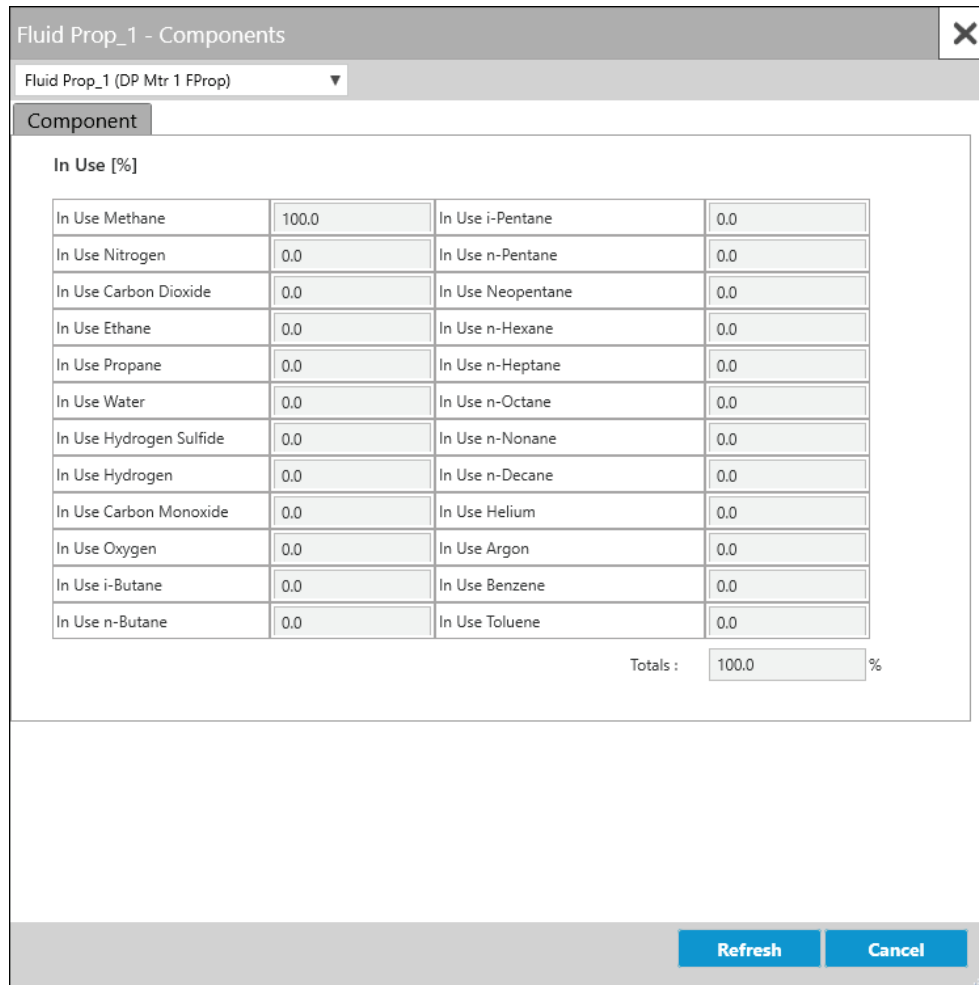 Fluid Prop_1 - Components
Fluid Prop_1 (DP Mtr 1 FProp)
Component
In Use [%]
In Use Methane 100.0 In Use i-Pentane 0.0
In Use Nitrogen 0.0 In Use n-Pentane 0.0
In Use Carbon Dioxide 0.0 In Use Neopentane 0.0
In Use Ethane 0.0 In Use n-Hexane 0.0
In Use Propane 0.0 In Use n-Heptane 0.0
In Use Water 0.0 In Use n-Octane 0.0
In Use Hydrogen Sulfide 0.0 In Use n-Nonane 0.0
In Use Hydrogen 0.0 In Use n-Decane 0.0
In Use Carbon Monoxide 0.0 In Use Helium 0.0
In Use Oxygen 0.0 In Use Argon 0.0
In Use i-Butane 0.0 In Use Benzene 0.0
In Use n-Butane 0.0 In Use Toluene 0.0
Totals : 100.0 %
Refresh Cancel